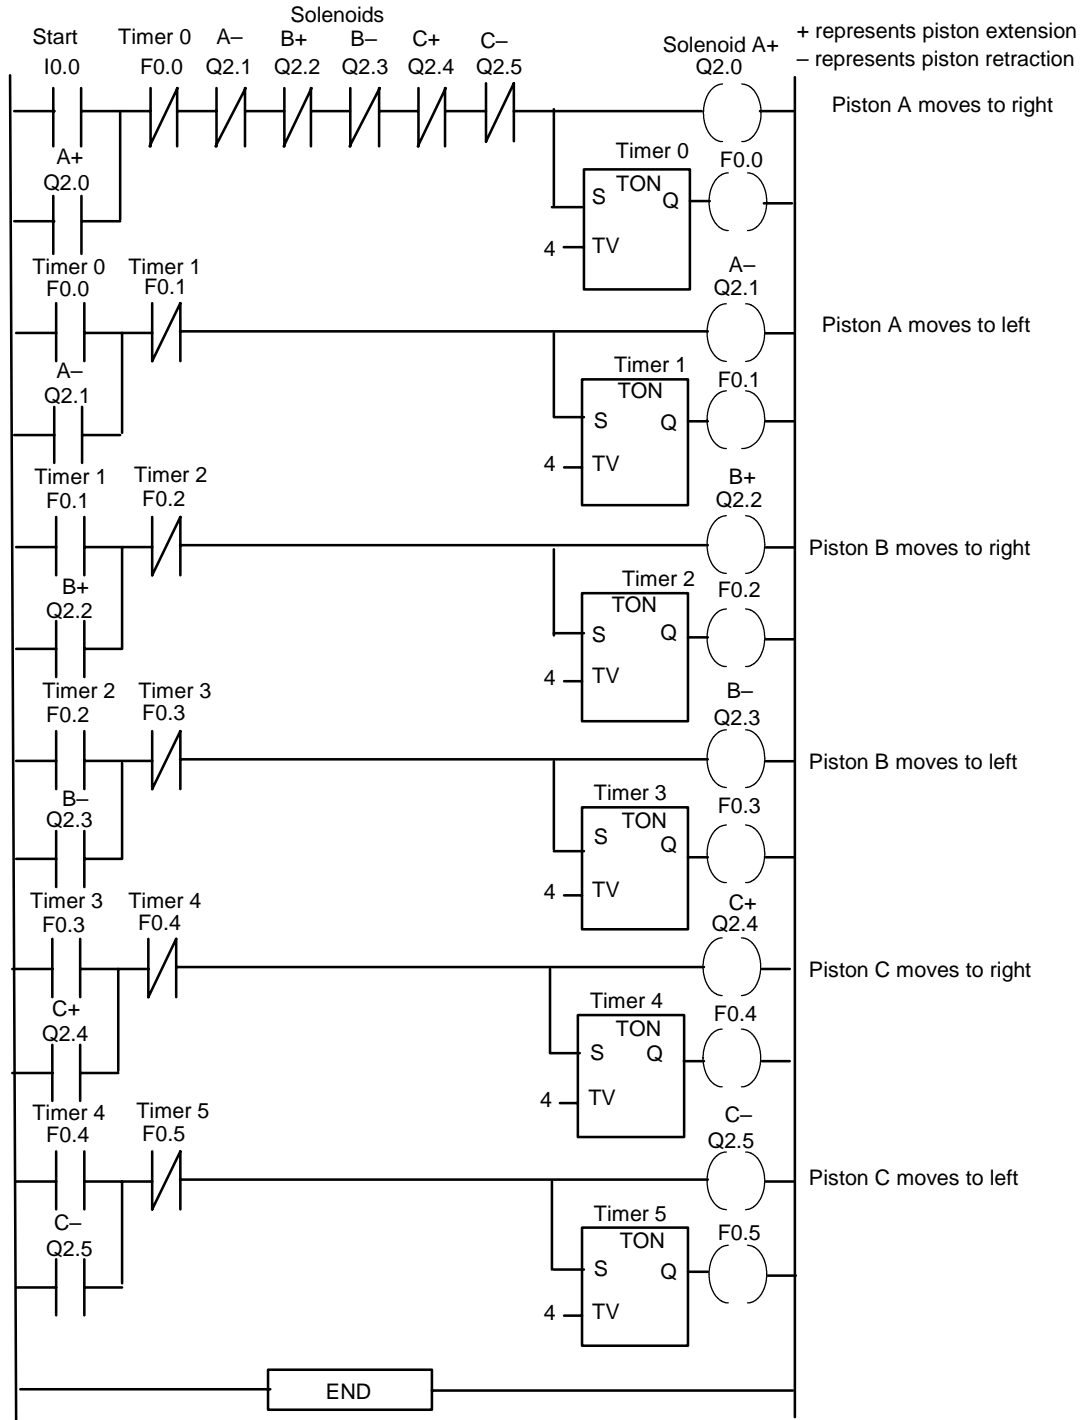 Solenoids
Start Timer 0 A– B+ B– C+ C– Solenoid A+ + represents piston extension
I0.0 F0.0 Q2.1 Q2.2 Q2.3 Q2.4 Q2.5 Q2.0 – represents piston retraction
Piston A moves to right
A+ Timer 0 F0.0
Q2.0 S TON Q
4 TV
Timer 0 Timer 1 A–
F0.0 F0.1 Q2.1
Piston A moves to left
A– Timer 1 F0.1
Q2.1 TON
S Q
4 TV
Timer 1 Timer 2 B+
F0.1 F0.2 Q2.2
Piston B moves to right
B+ Timer 2 F0.2
Q2.2 TON
S Q
4 TV
Timer 2 Timer 3 B–
F0.2 F0.3 Q2.3
Piston B moves to left
B– Timer 3 F0.3
Q2.3 TON
S Q
4 TV
Timer 3 Timer 4 C+
F0.3 F0.4 Q2.4
Piston C moves to right
C+ Timer 4 F0.4
Q2.4 TON
S Q
4 TV
Timer 4 Timer 5 C–
F0.4 F0.5 Q2.5
Piston C moves to left
C– Timer 5 F0.5
Q2.5 TON
S Q
4 TV
END